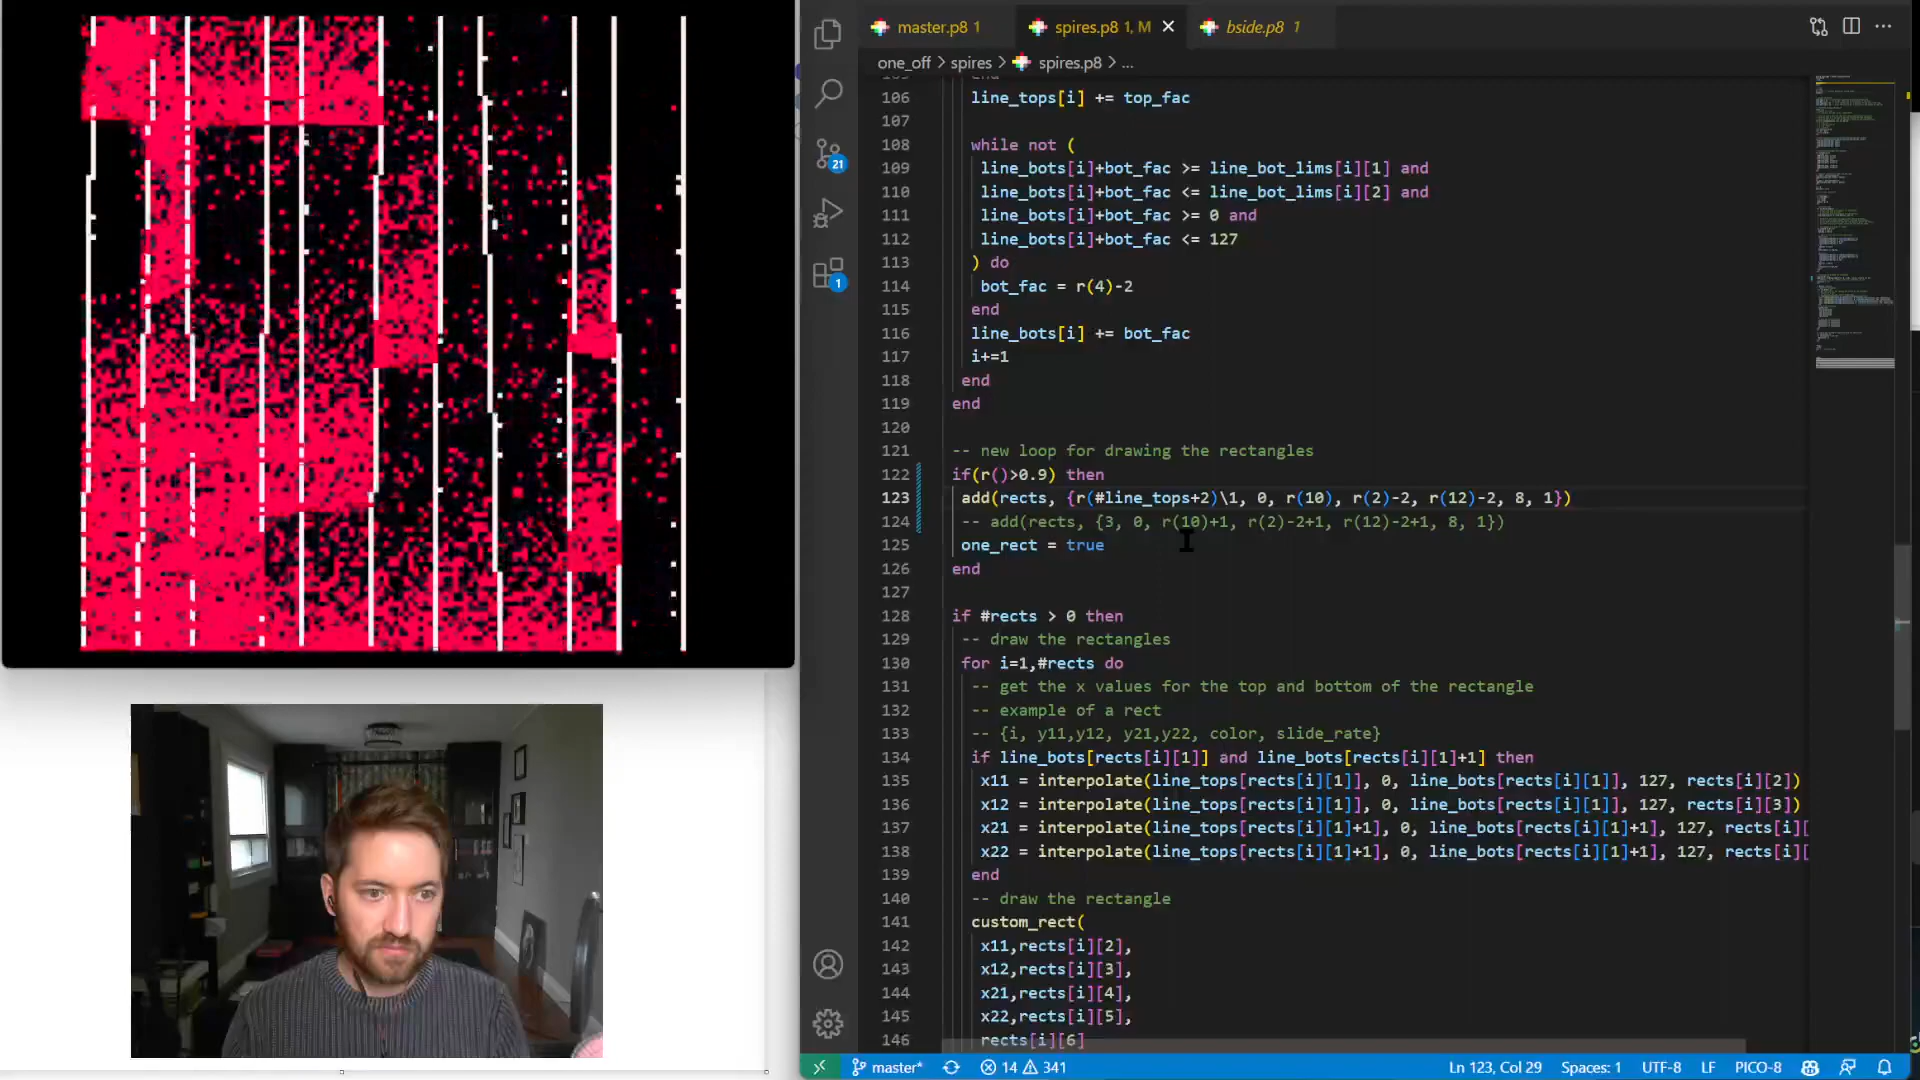 master.p8 1
spires.p8 1, M
bside.p8 1
one_off > spires > spires.p8 > ...
106 line_tops[i] += top_fac
107
108 while not (
109 line_bots[i]+bot_fac >= line_bot_lims[i][1] and
110 line_bots[i]+bot_fac <= line_bot_lims[i][2] and
111 line_bots[i]+bot_fac >= 0 and
112 line_bots[i]+bot_fac <= 127
113 ) do
114 bot_fac = r(4)-2
115 end
116 line_bots[i] += bot_fac
117 i+=1
118 end
119 end
120
121 -- new loop for drawing the rectangles
122 if(r()>0.9) then
123 add(rects, {r(#line_tops+2)\1, 0, r(10), r(2)-2, r(12)-2, 8, 1})
124 -- add(rects, {3, 0, r(10)+1, r(2)-2+1, r(12)-2+1, 8, 1})
125 one_rect = true
126 end
127
128 if #rects > 0 then
129 -- draw the rectangles
130 for i=1,#rects do
131 -- get the x values for the top and bottom of the rectangle
132 -- example of a rect
133 -- {i, y11,y12, y21,y22, color, slide_rate}
134 if line_bots[rects[i][1]] and line_bots[rects[i][1]+1] then
135 x11 = interpolate(line_tops[rects[i][1]], 0, line_bots[rects[i][1]], 127, rects[i][2])
136 x12 = interpolate(line_tops[rects[i][1]], 0, line_bots[rects[i][1]], 127, rects[i][3])
137 x21 = interpolate(line_tops[rects[i][1]+1], 0, line_bots[rects[i][1]+1], 127, rects[i][
138 x22 = interpolate(line_tops[rects[i][1]+1], 0, line_bots[rects[i][1]+1], 127, rects[i][
139 end
140 -- draw the rectangle
141 custom_rect(
142 x11,rects[i][2],
143 x12,rects[i][3],
144 x21,rects[i][4],
145 x22,rects[i][5],
146 rects[i][6]
21
1
master* 14 341 Ln 123, Col 29 Spaces: 1 UTF-8 LF PICO-8